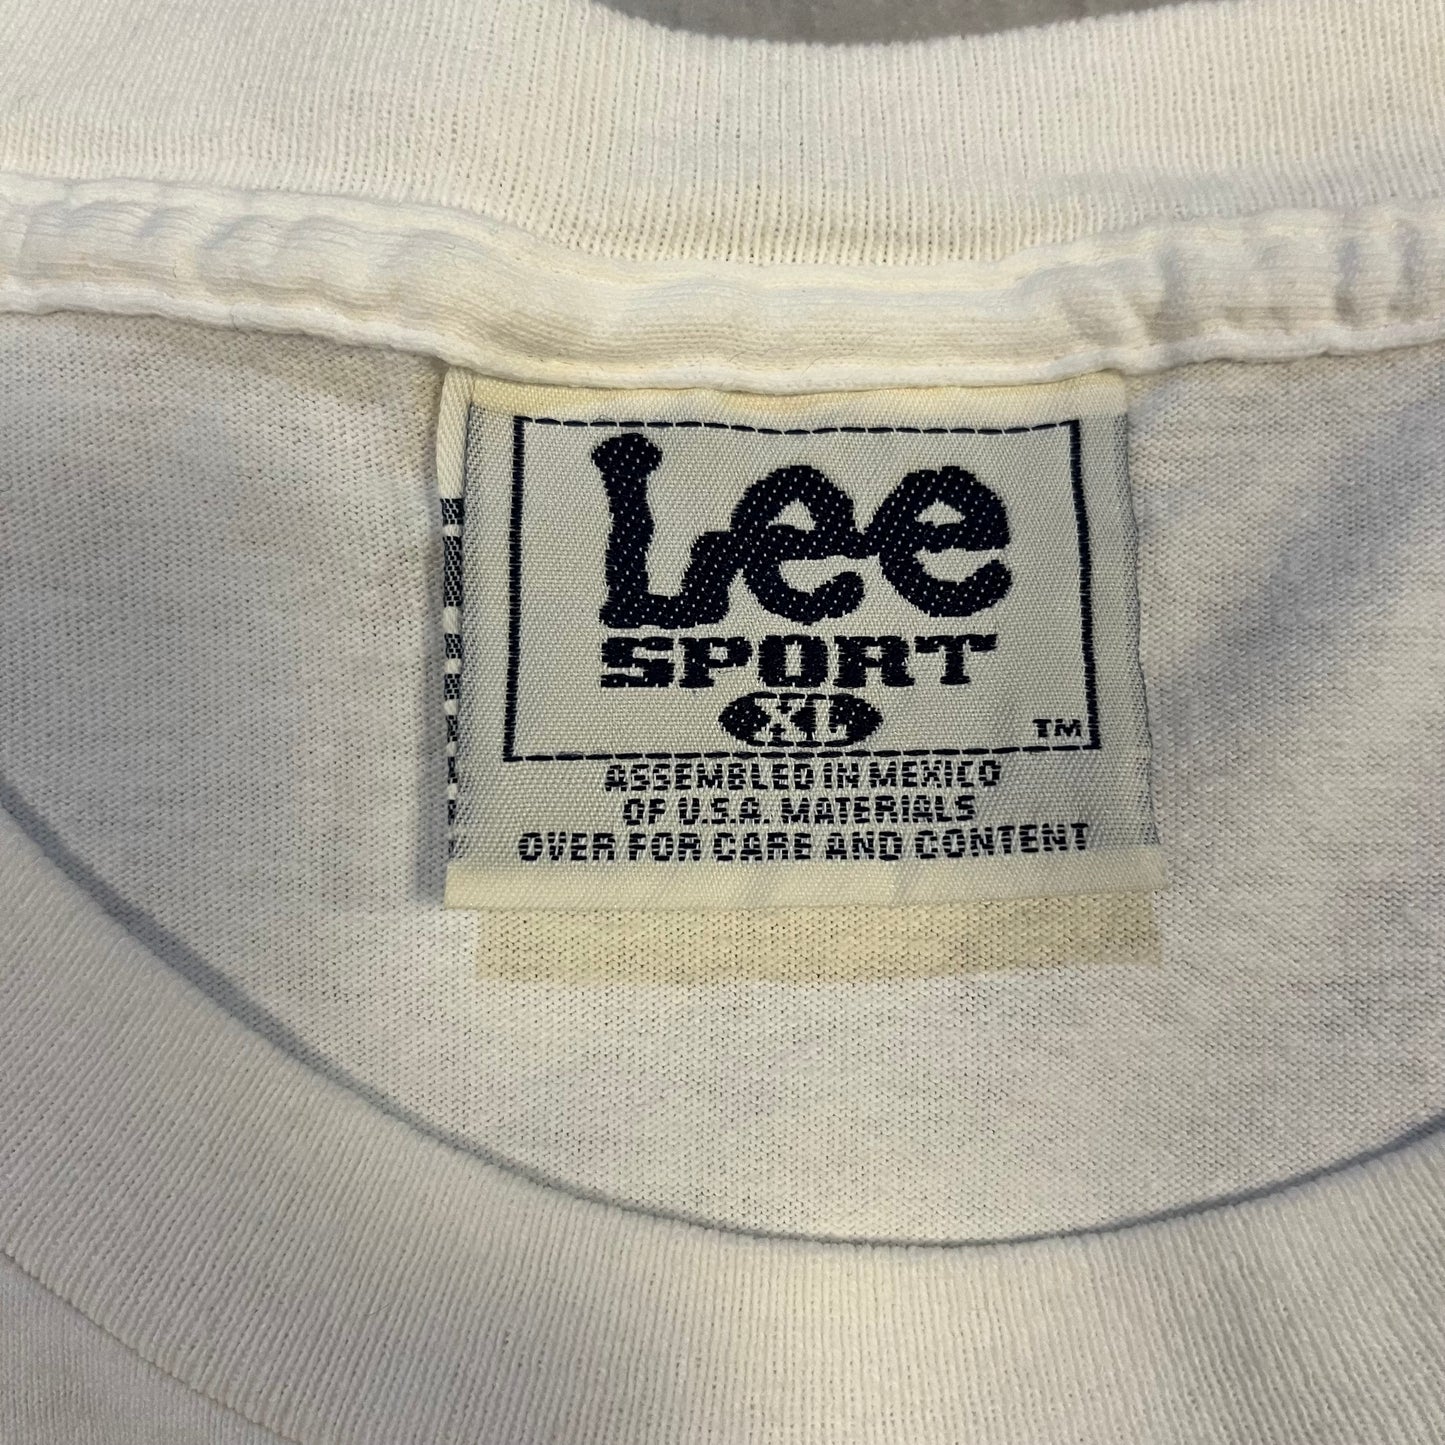 Lee
SPORT
XL
TM
ASSEMBLED IN MEXICO
OF U.S.A. MATERIALS
OVER FOR CARE AND CONTENT